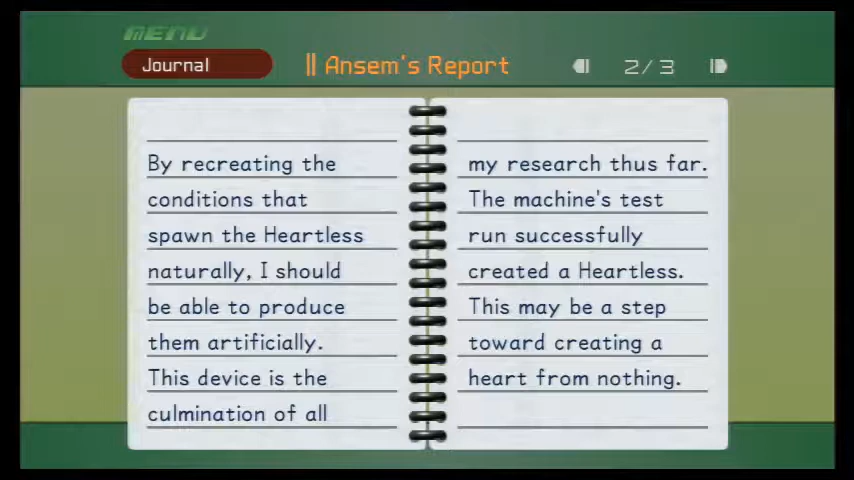 MENU
Journal
Ansem's Report
2/3
By recreating the
conditions that
spawn the Heartless
naturally, I should
be able to produce
them artificially.
This device is the
culmination of all
my research thus far.
The machine's test
run successfully
created a Heartless.
This may be a step
toward creating a
heart from nothing.